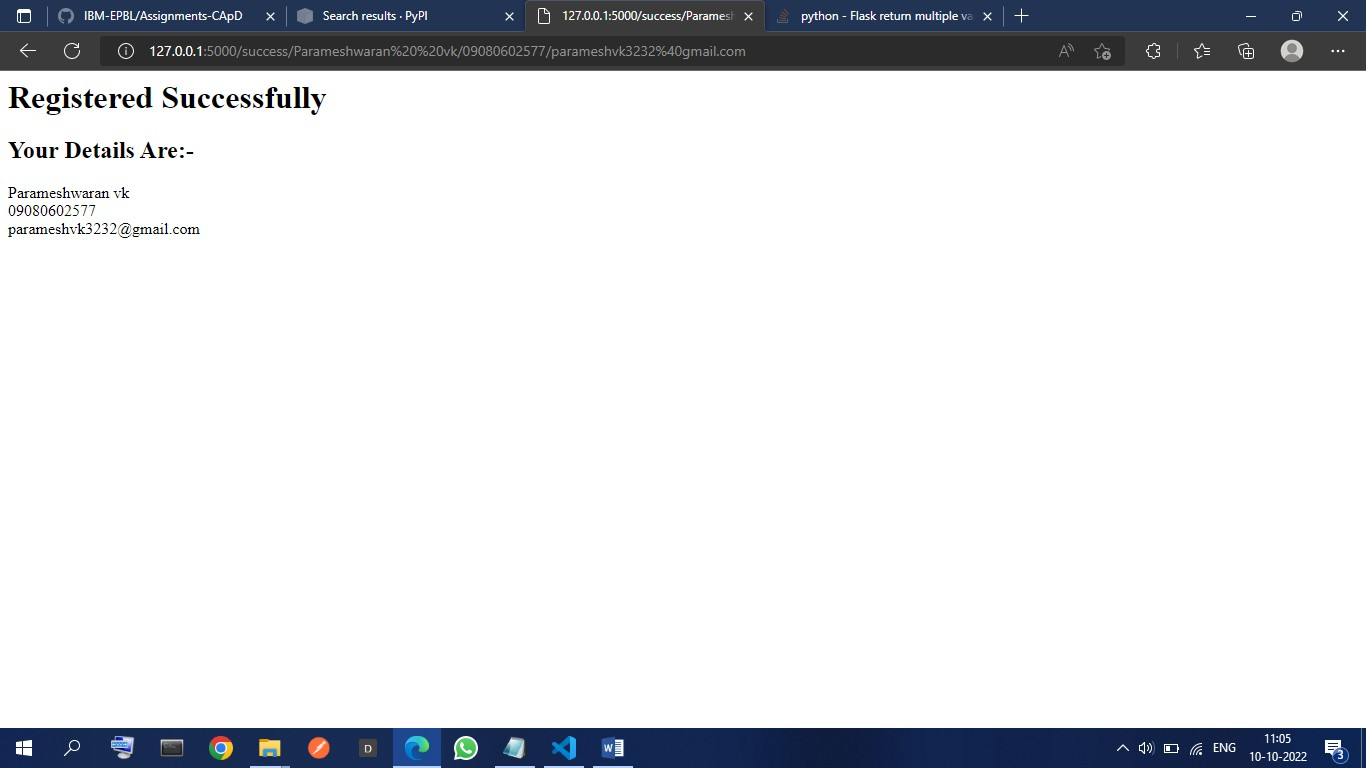 IBM-EPBL/Assignments-CApD
Search results · PyPI
127.0.0.1:5000/success/Paramesh
python - Flask return multiple va
127.0.0.1:5000/success/Parameshwaran%20%20vk/09080602577/parameshvk3232%40gmail.com
Registered Successfully
Your Details Are:-
Parameshwaran vk
09080602577
parameshvk3232@gmail.com
D
W
ENG
11:05
10-10-2022
3